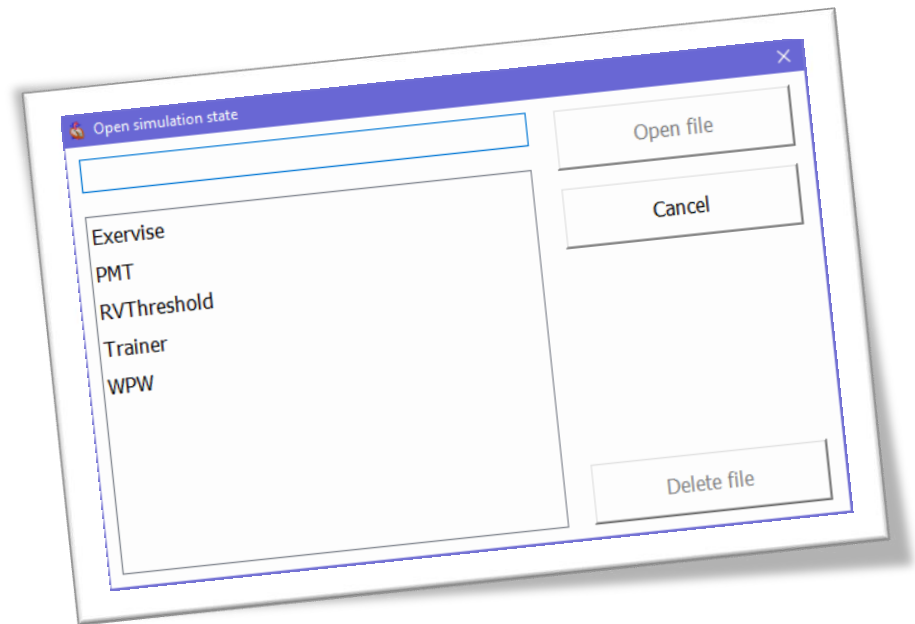 Open simulation state
Open file
Cancel
Exervise
PMT
RVThreshold
Trainer
WPW
Delete file